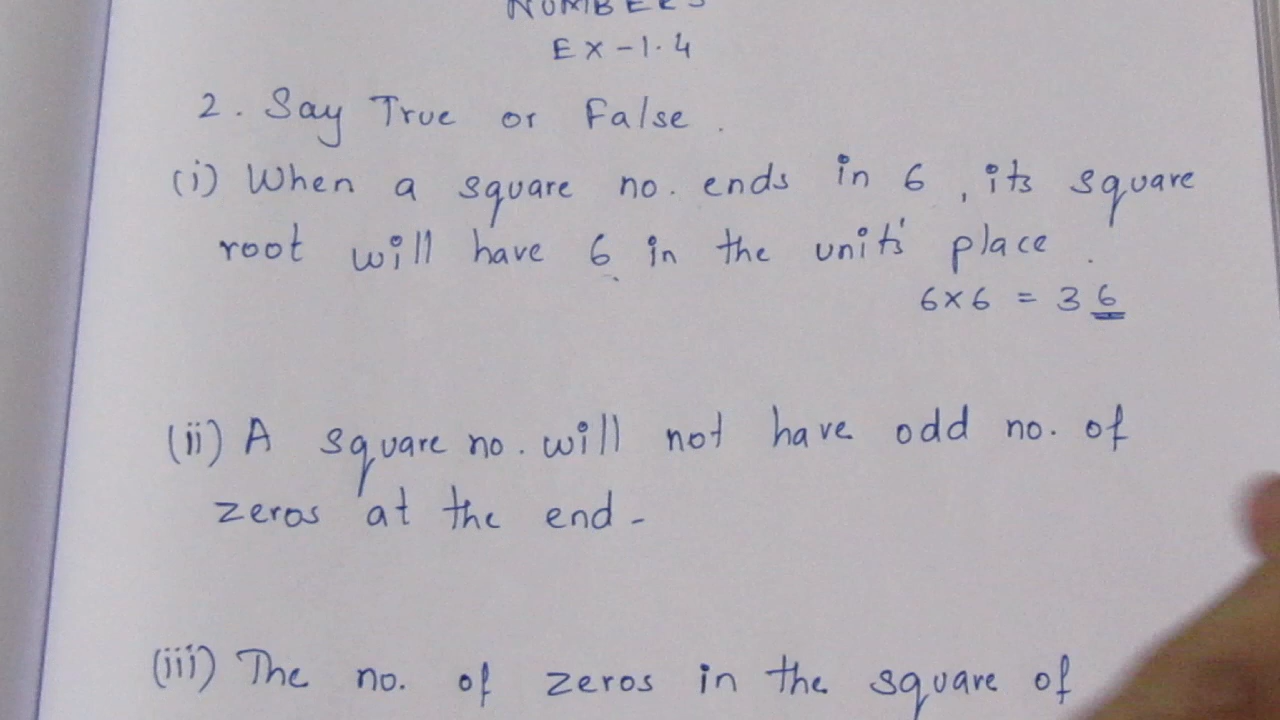 NUMBERS
EX-1.4
2. Say True or False.
(i) When a square no. ends in 6, its square
root will have 6 in the units' place.
6x6 = 36
(ii) A square no. will not have odd no. of
zeros at the end-
(iii) The no. of zeros in the square of